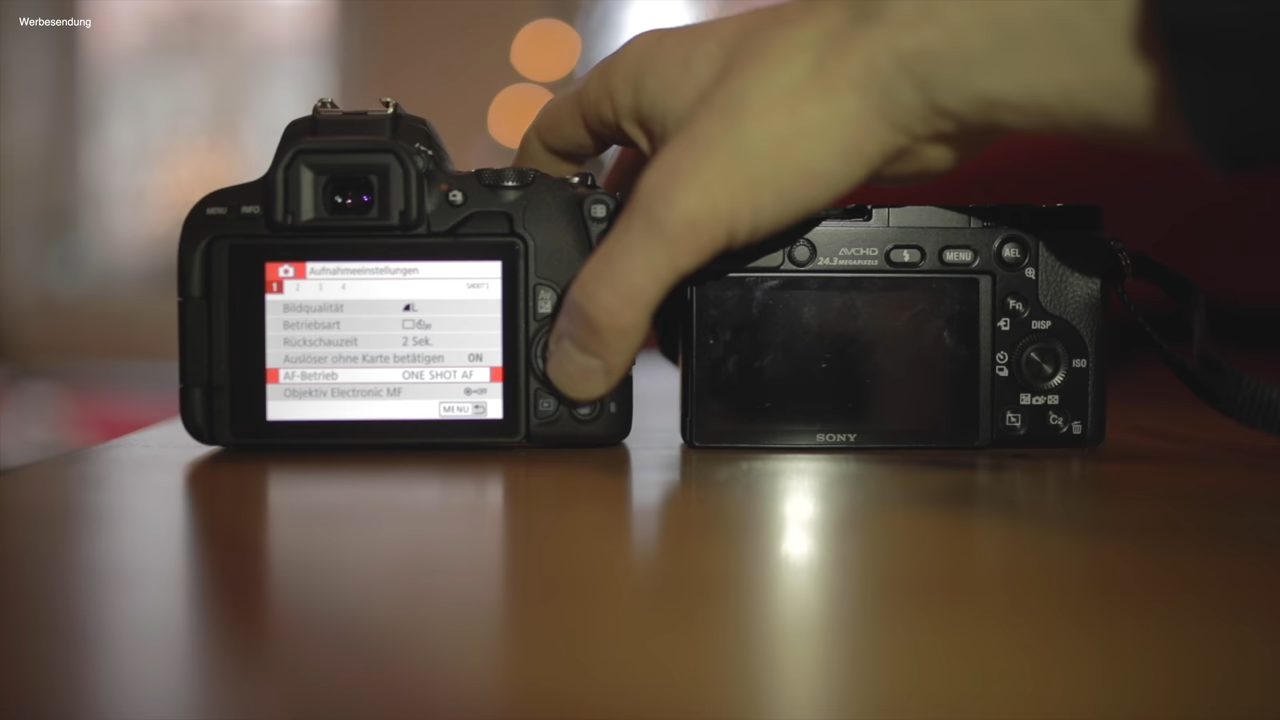 Werbesendung
MENU INFO
Aufnahmeeinstellungen
1 2 3 4 SHOOT1
Bildqualität L
Betriebsart
Rückschauzeit 2 Sek.
Auslöser ohne Karte betätigen ON
AF-Betrieb ONE SHOT AF
Objektiv Electronic MF OFF
MENU
AVCHD
24.3 MEGAPIXELS
MENU
AEL
Fn
DISP
ISO
C2
SONY